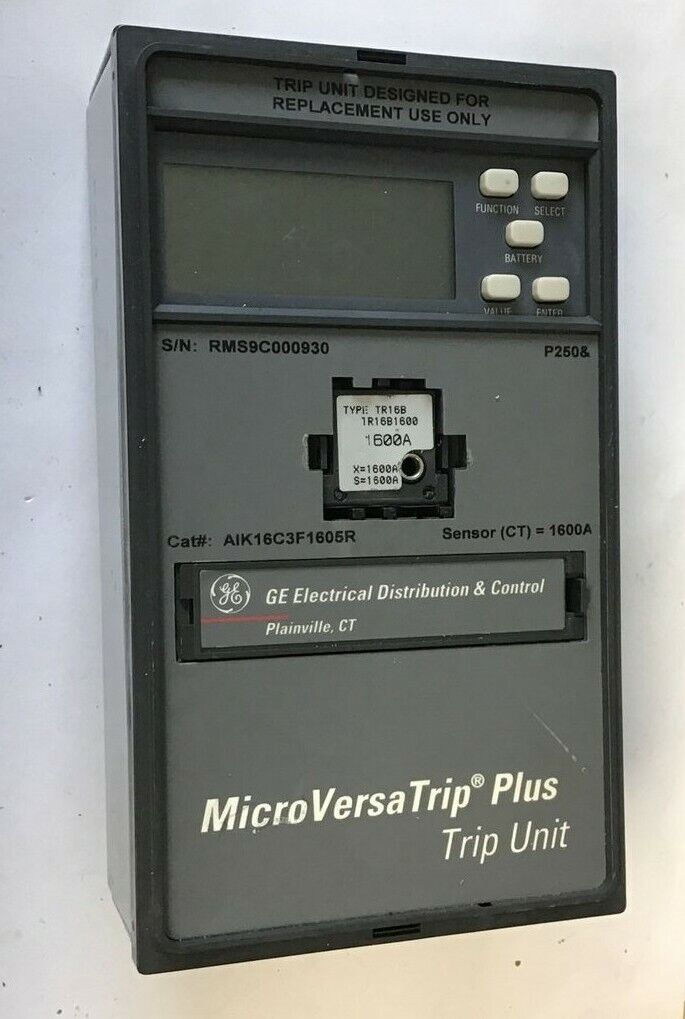 TRIP UNIT DESIGNED FOR
REPLACEMENT USE ONLY
FUNCTION SELECT
BATTERY
VALUE ENTER
S/N: RMS9C000930 P250&
TYPE TR16B
TR16B1600
1600A
X=1600A
S=1600A
Cat#: AIK16C3F1605R Sensor (CT) = 1600A
GE GE Electrical Distribution & Control
Plainville, CT
MicroVersaTrip® Plus
Trip Unit